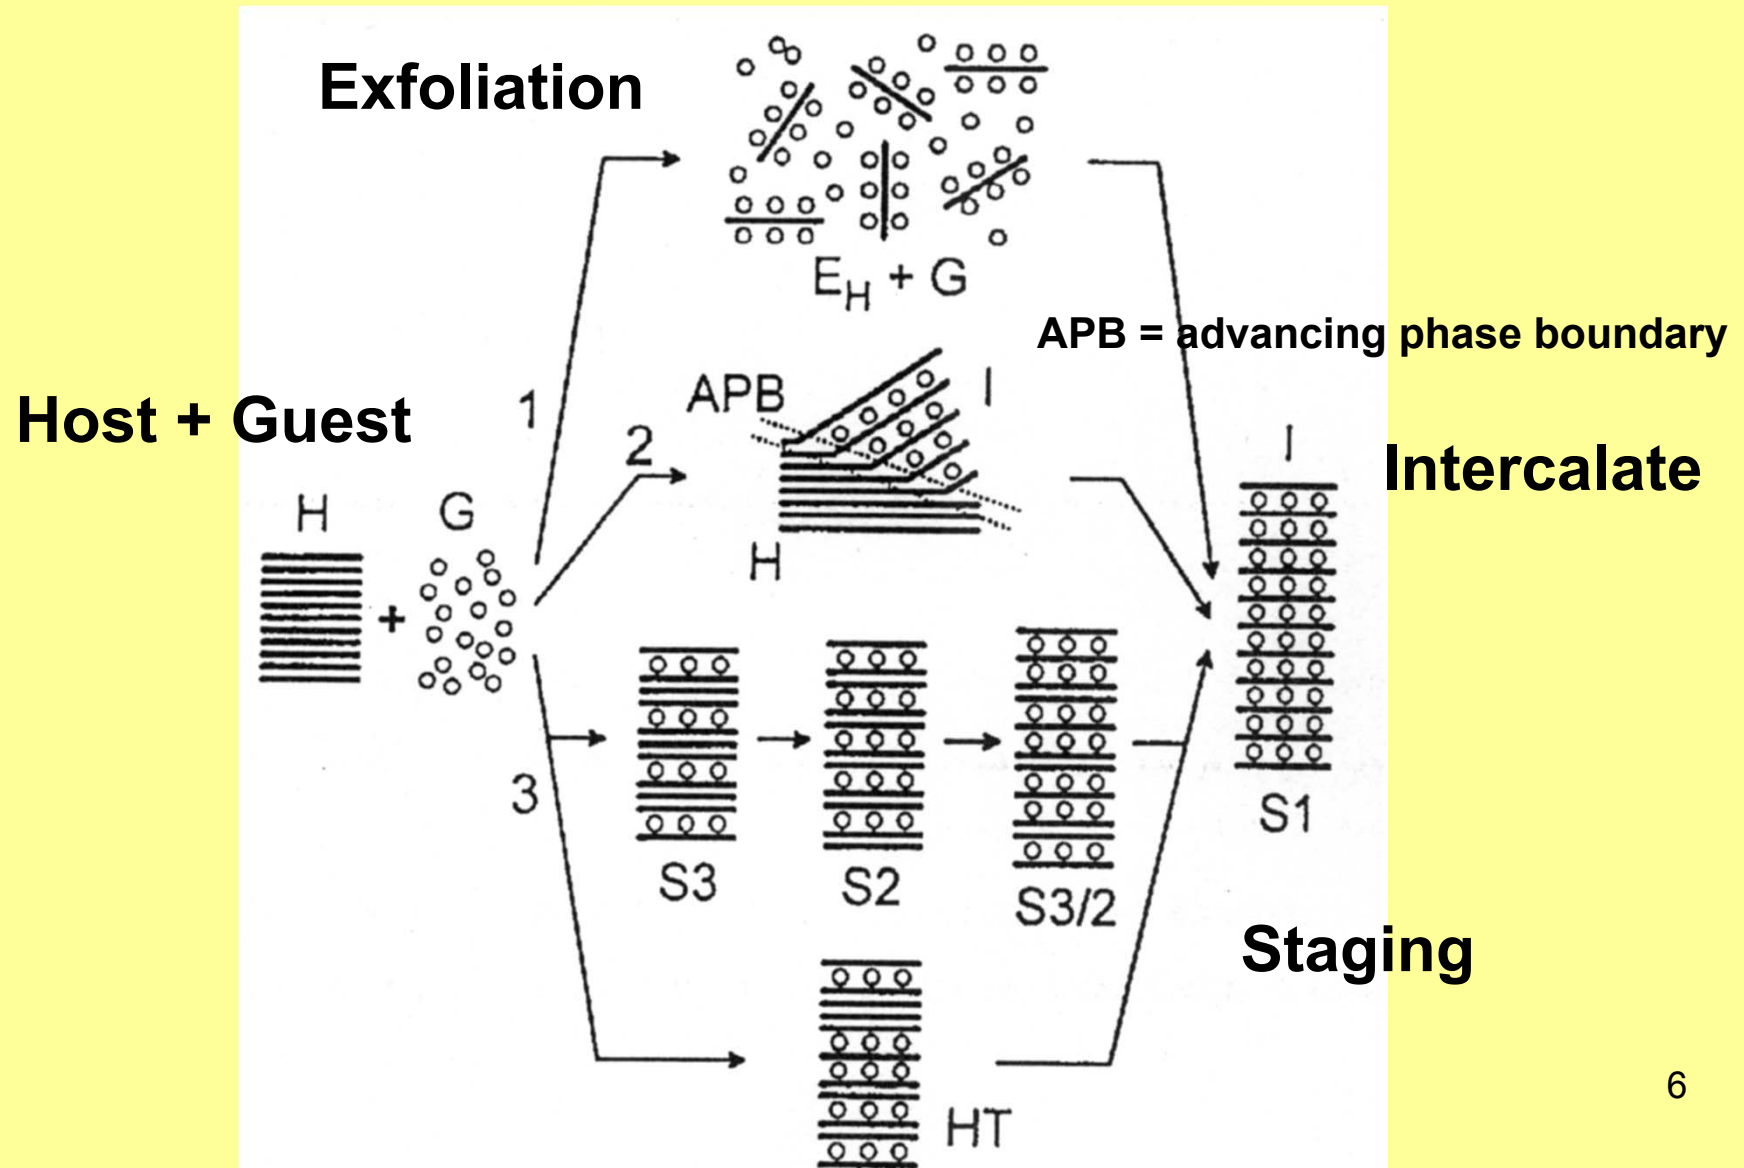 Exfoliation
E_H + G
APB = advancing phase boundary
APB
I
1
Host + Guest
2
I
Intercalate
H
G
H
+
3
S1
S3
S2
S3/2
Staging
6
HT